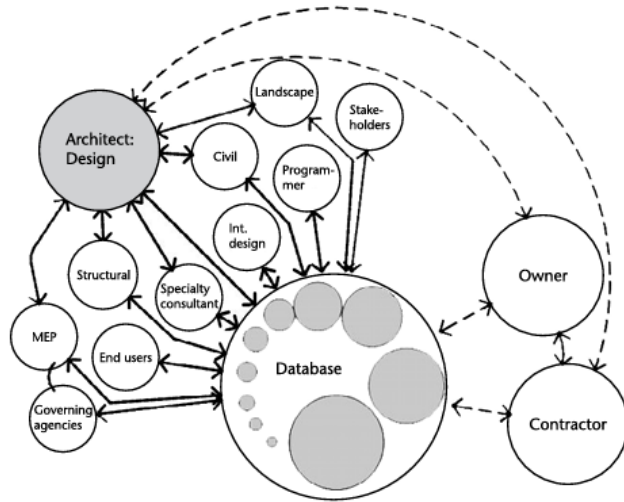 Landscape
Stake-
holders
Architect:
Design
Civil
Program-
mer
Int.
design
Structural
Specialty
consultant
Owner
MEP
End users
Database
Governing
agencies
Contractor